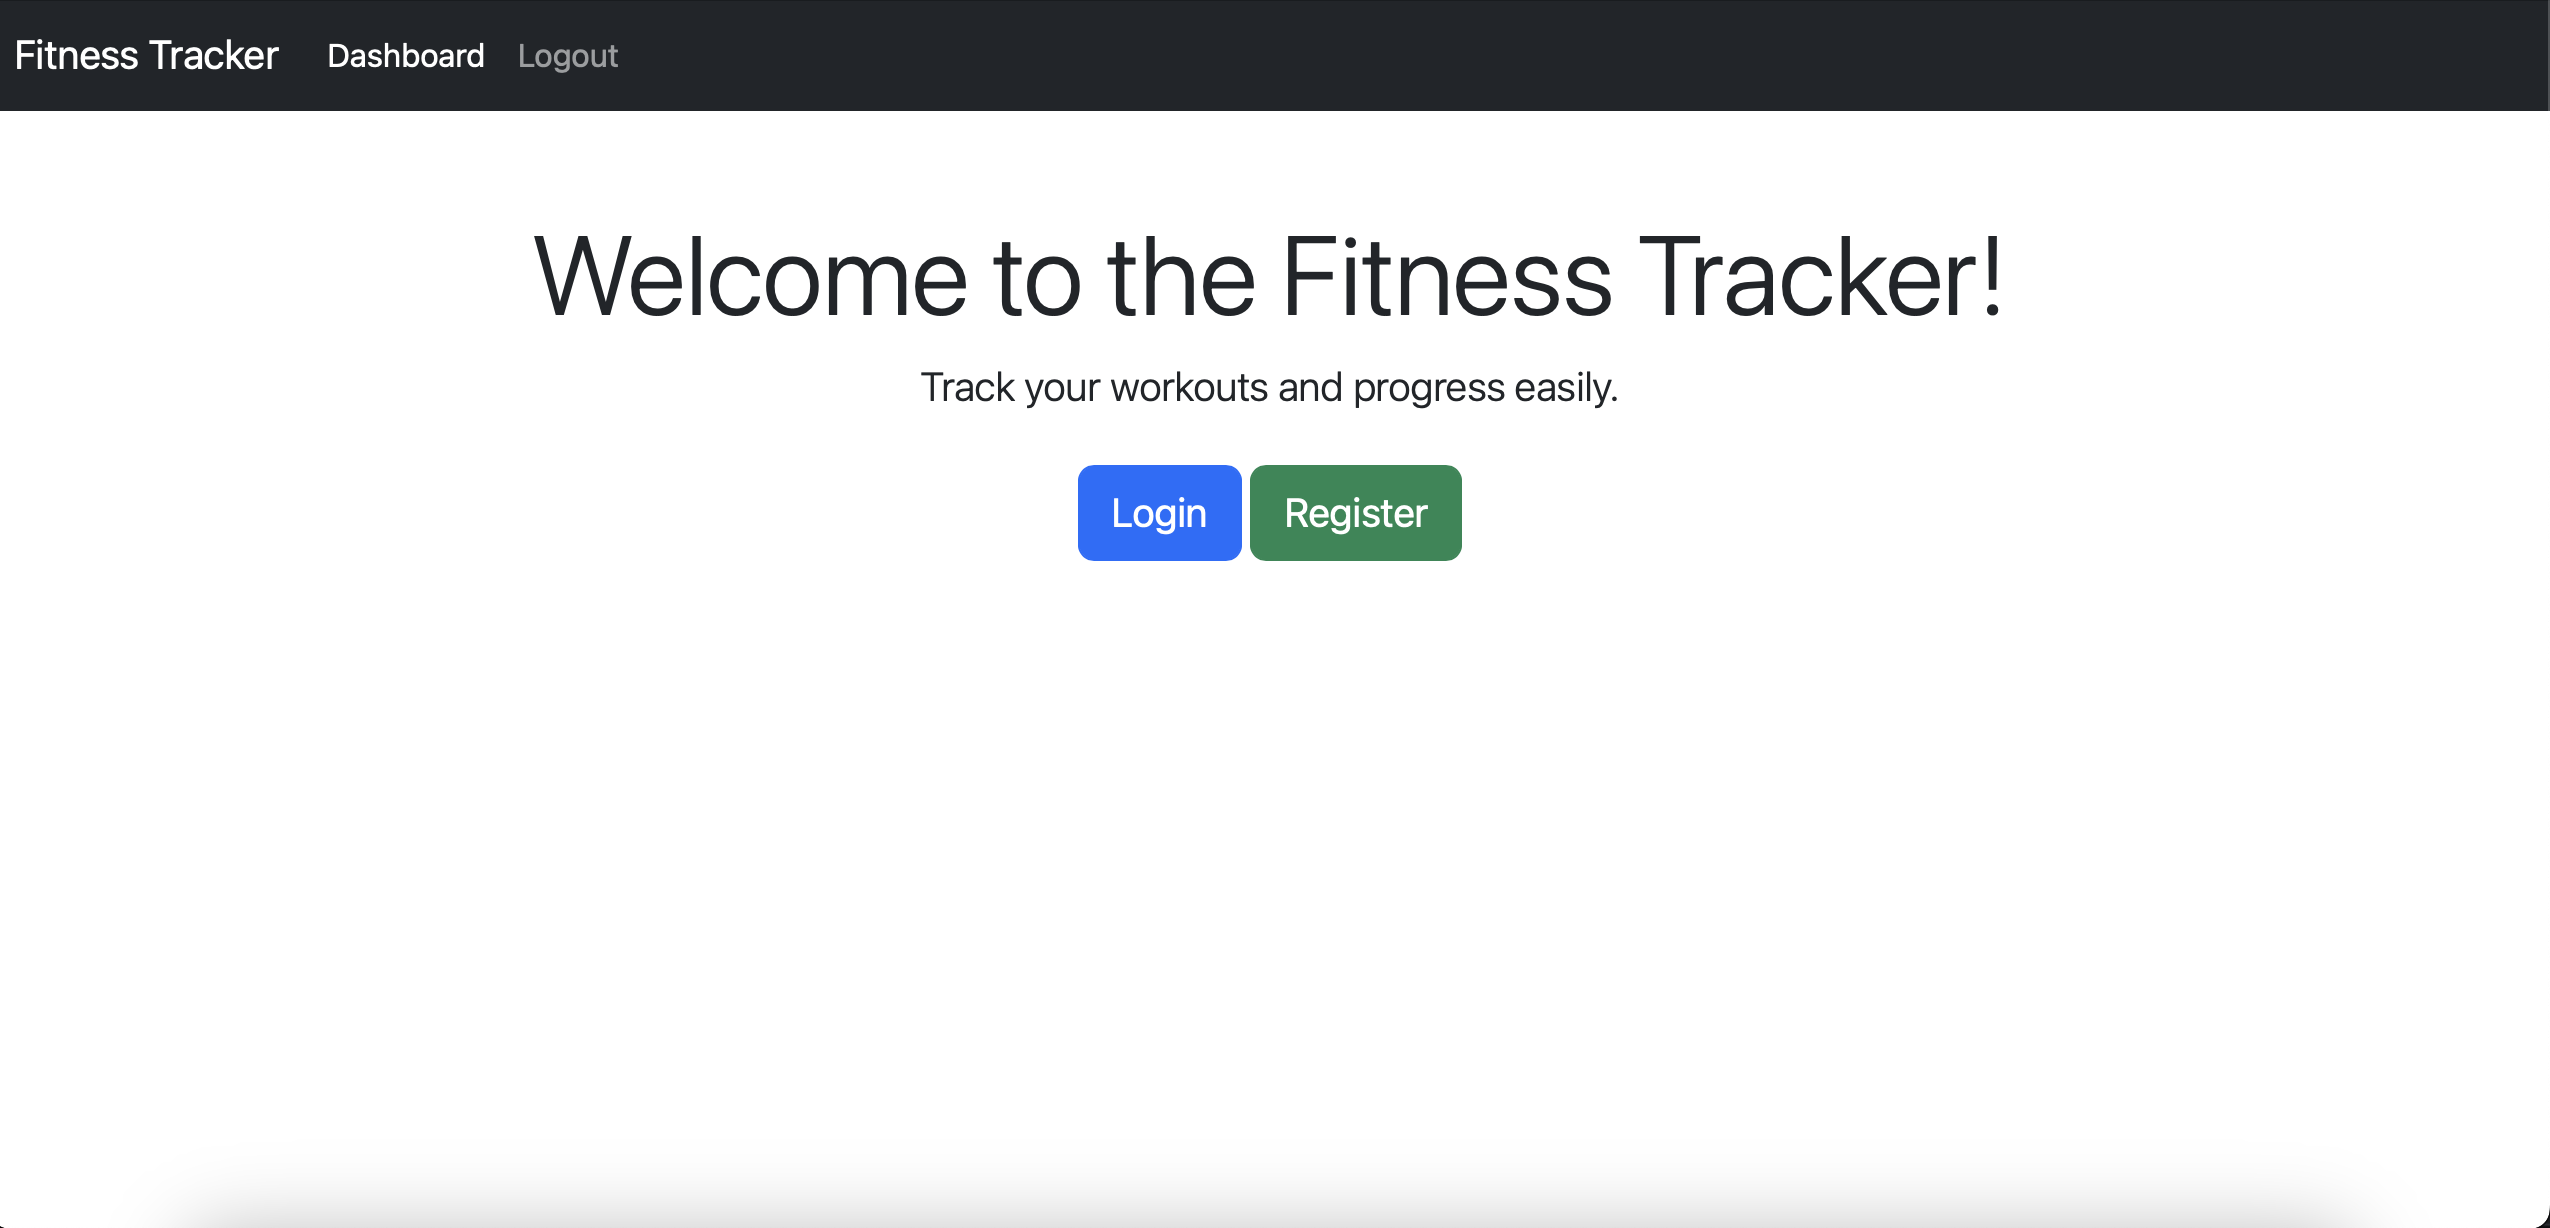 Fitness Tracker Dashboard Logout
Welcome to the Fitness Tracker!
Track your workouts and progress easily.
Login Register